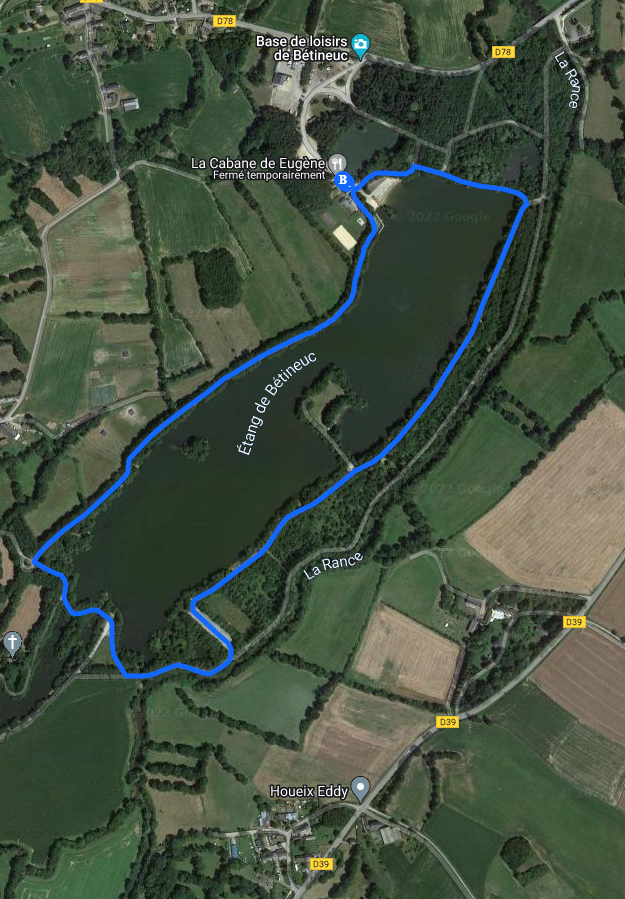 D78
Base de loisirs
de Bétineuc
D78
La Rance
La Cabane de Eugène
Fermé temporairement
B
© 2022 Google
Étang de Bétineuc
2022 Google
La Rance
D39
D39
Houeix Eddy
D39